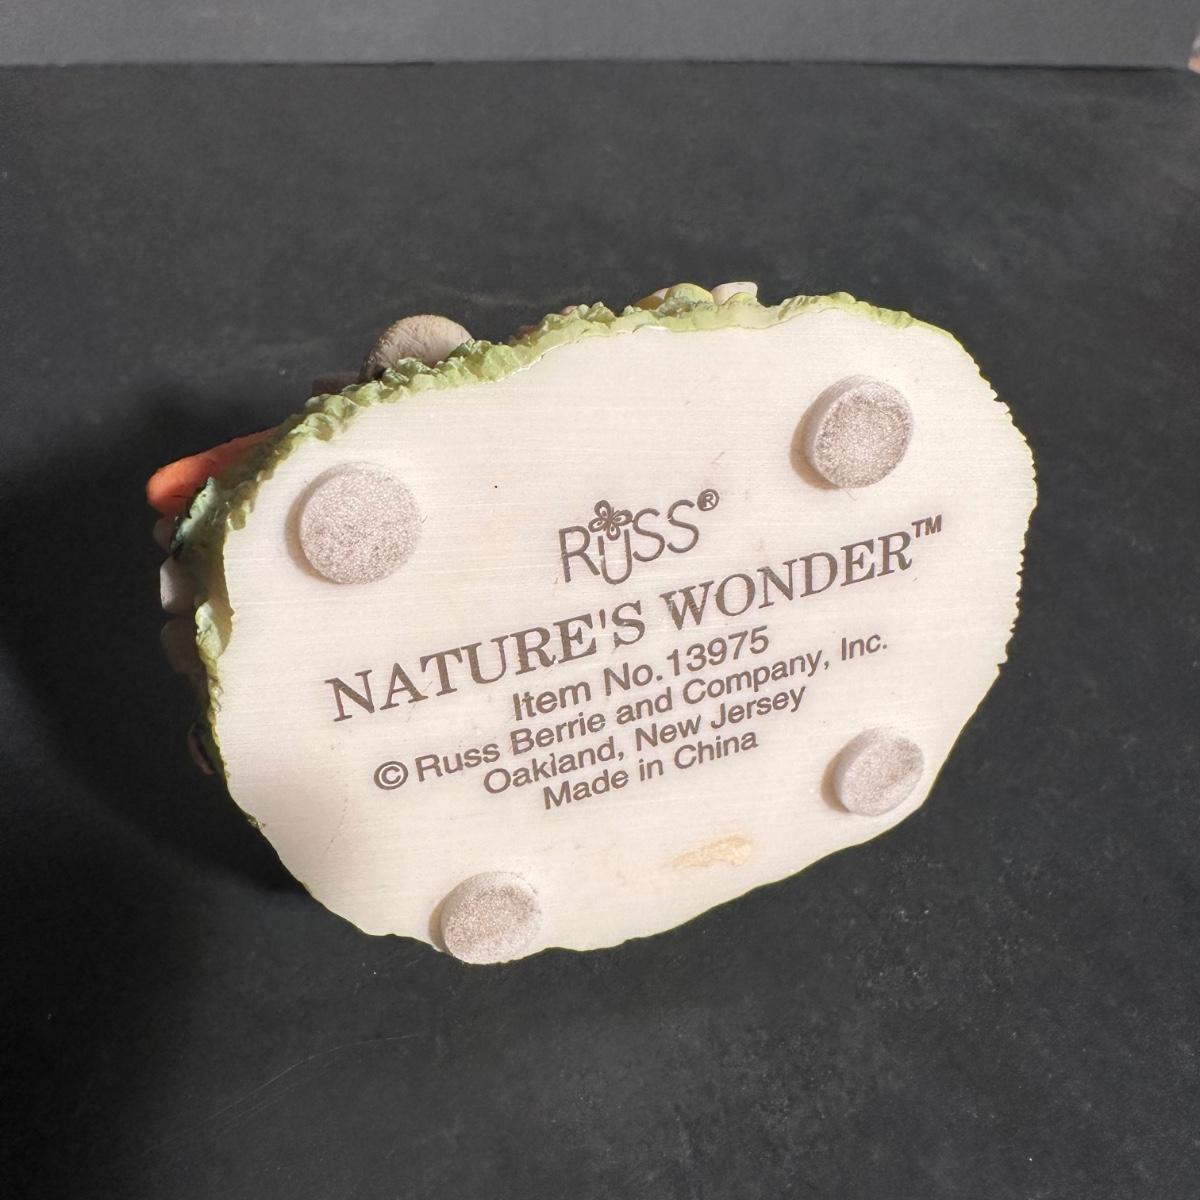 RUSS®
NATURE'S WONDER™
Item No.13975
© Russ Berrie and Company, Inc.
Oakland, New Jersey
Made in China